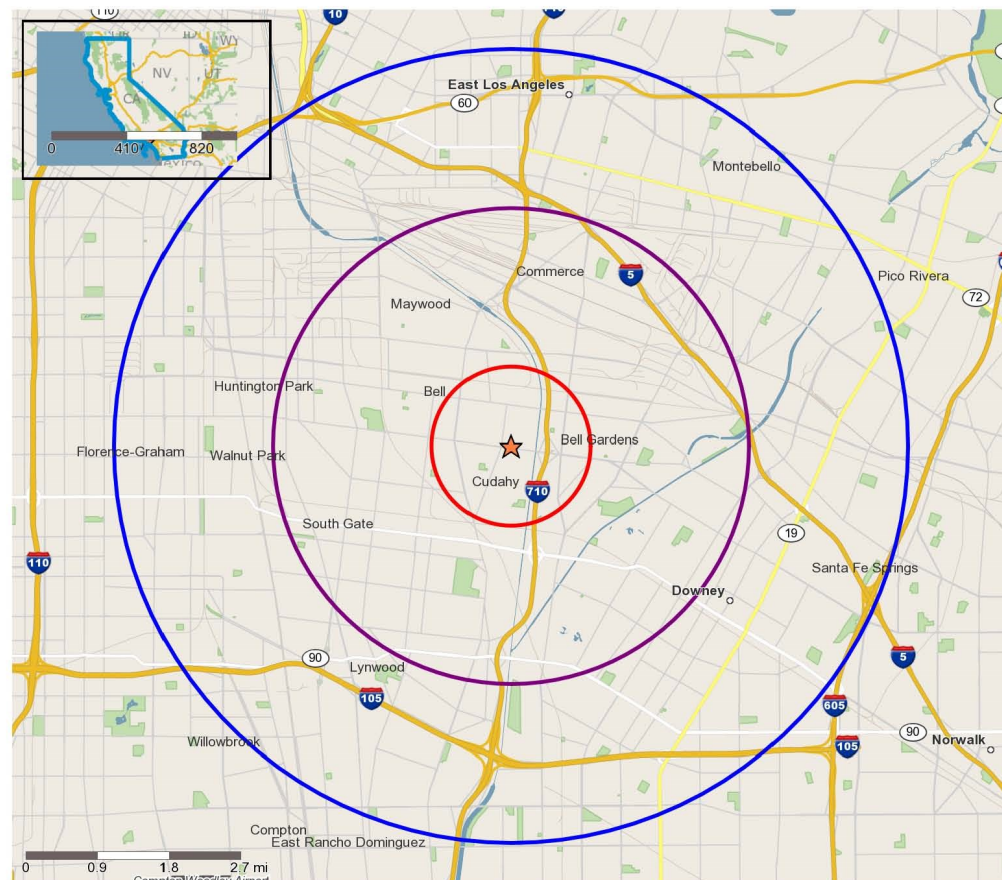 110
10
WY
NV
UT
CA
0
410
820
East Los Angeles
60
Montebello
Commerce
5
Pico Rivera
72
Maywood
Huntington Park
Bell
Florence-Graham
Walnut Park
Bell Gardens
Cudahy
710
South Gate
19
110
Santa Fe Springs
Downey
90
Lynwood
5
105
605
Willowbrook
90
Norwalk
105
Compton
East Rancho Dominguez
0 0.9 1.8 2.7 mi